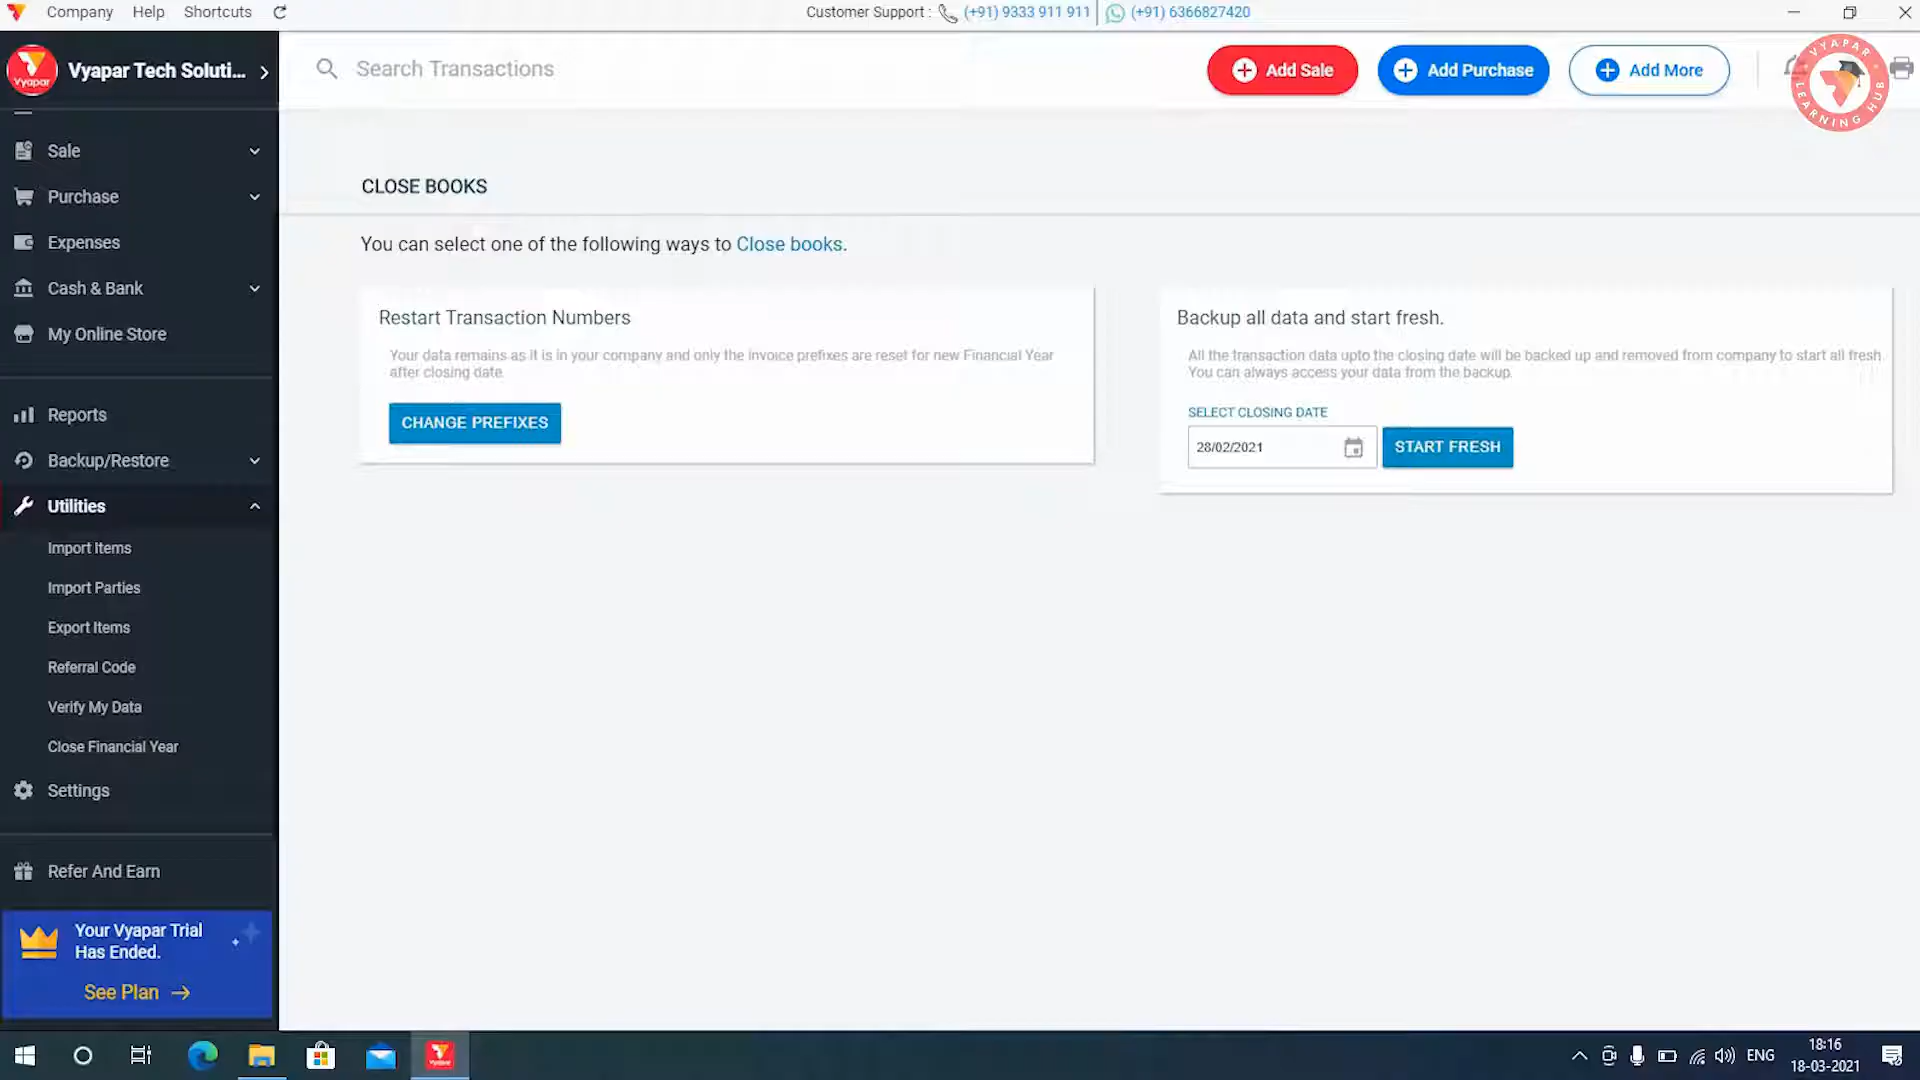 Company Help Shortcuts
Customer Support : (+91) 9333 911 911 (+91) 6366827420
Vyapar
Vyapar Tech Soluti...
Search Transactions
Add Sale
Add Purchase
Add More
VYAPAR
LEARNING HUB
Sale
Purchase
Expenses
Cash & Bank
My Online Store
Reports
Backup/Restore
Utilities
Import Items
Import Parties
Export Items
Referral Code
Verify My Data
Close Financial Year
Settings
Refer And Earn
Your Vyapar Trial
Has Ended.
See Plan
CLOSE BOOKS
You can select one of the following ways to Close books.
Restart Transaction Numbers
Your data remains as it is in your company and only the invoice prefixes are reset for new Financial Year
after closing date.
CHANGE PREFIXES
Backup all data and start fresh.
All the transaction data upto the closing date will be backed up and removed from company to start all fresh.
You can always access your data from the backup.
SELECT CLOSING DATE
28/02/2021
START FRESH
Vyapar
ENG
18:16
18-03-2021